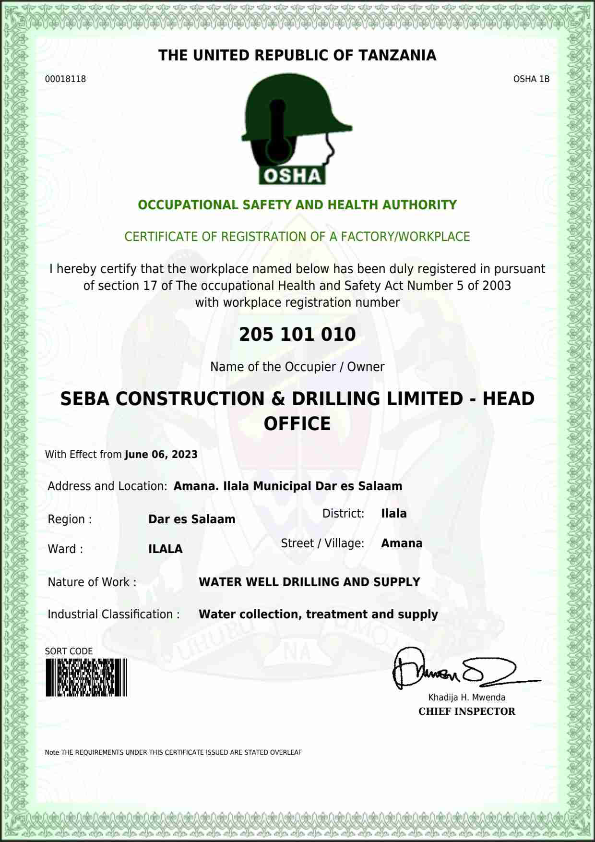 THE UNITED REPUBLIC OF TANZANIA
00018118
OSHA 1B
OSHA
OCCUPATIONAL SAFETY AND HEALTH AUTHORITY
CERTIFICATE OF REGISTRATION OF A FACTORY/WORKPLACE
I hereby certify that the workplace named below has been duly registered in pursuant
of section 17 of The occupational Health and Safety Act Number 5 of 2003
with workplace registration number
205 101 010
Name of the Occupier / Owner
SEBA CONSTRUCTION & DRILLING LIMITED - HEAD
OFFICE
With Effect from June 06, 2023
Address and Location: Amana. Ilala Municipal Dar es Salaam
Region : Dar es Salaam
District: Ilala
Ward : ILALA
Street / Village: Amana
Nature of Work : WATER WELL DRILLING AND SUPPLY
Industrial Classification : Water collection, treatment and supply
UHURU NA UMOJA
SORT CODE
Khadija H. Mwenda
CHIEF INSPECTOR
Note THE REQUIREMENTS UNDER THIS CERTIFICATE ISSUED ARE STATED OVERLEAF